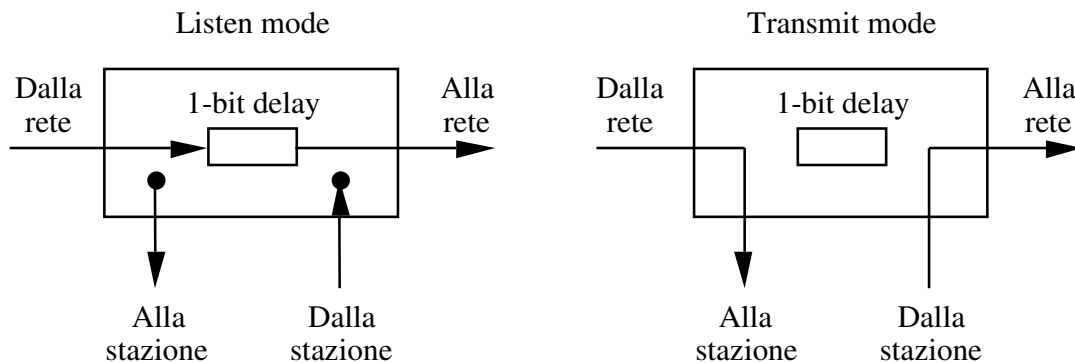 Listen mode
Dalla
rete
1-bit delay
Alla
rete
Alla
stazione
Dalla
stazione
Transmit mode
Dalla
rete
1-bit delay
Alla
rete
Alla
stazione
Dalla
stazione